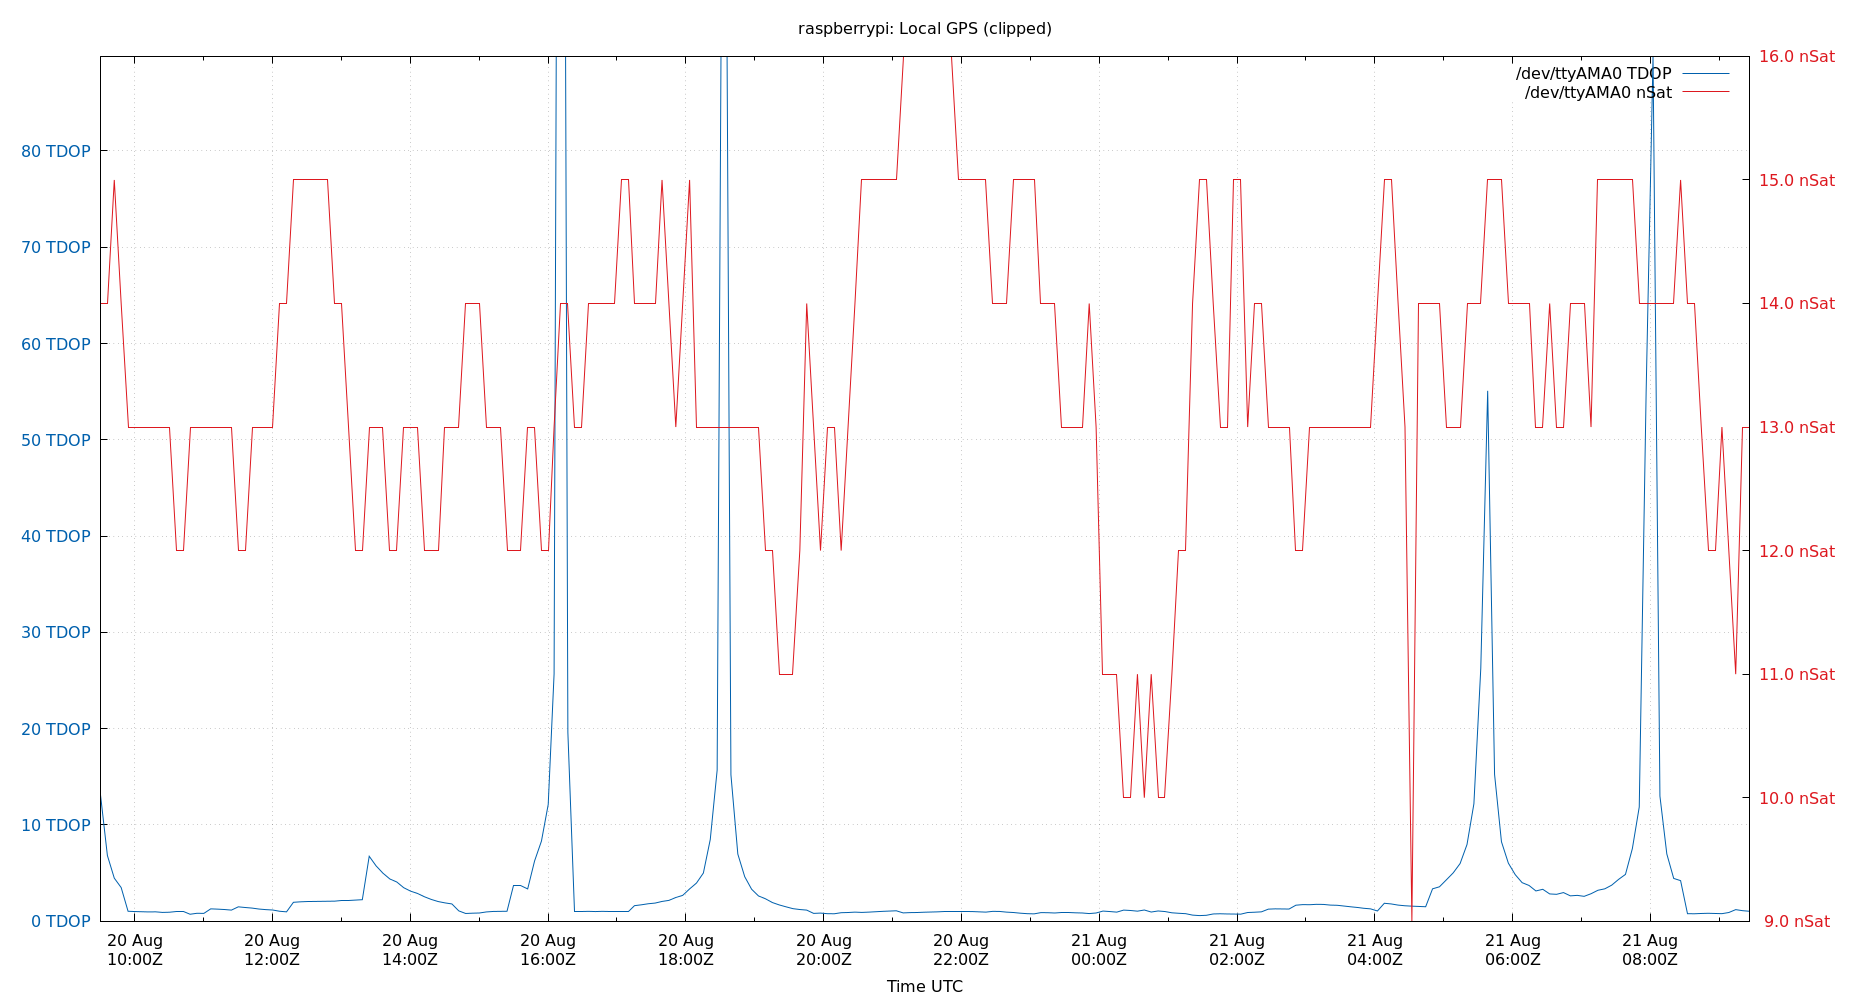 raspberrypi: Local GPS (clipped)
/dev/ttyAMA0 TDOP
/dev/ttyAMA0 nSat
80 TDOP
70 TDOP
60 TDOP
50 TDOP
40 TDOP
30 TDOP
20 TDOP
10 TDOP
0 TDOP
16.0 nSat
15.0 nSat
14.0 nSat
13.0 nSat
12.0 nSat
11.0 nSat
10.0 nSat
9.0 nSat
20 Aug 20 Aug 20 Aug 20 Aug 20 Aug 20 Aug 20 Aug 21 Aug 21 Aug 21 Aug 21 Aug 21 Aug
10:00Z 12:00Z 14:00Z 16:00Z 18:00Z 20:00Z 22:00Z 00:00Z 02:00Z 04:00Z 06:00Z 08:00Z
Time UTC